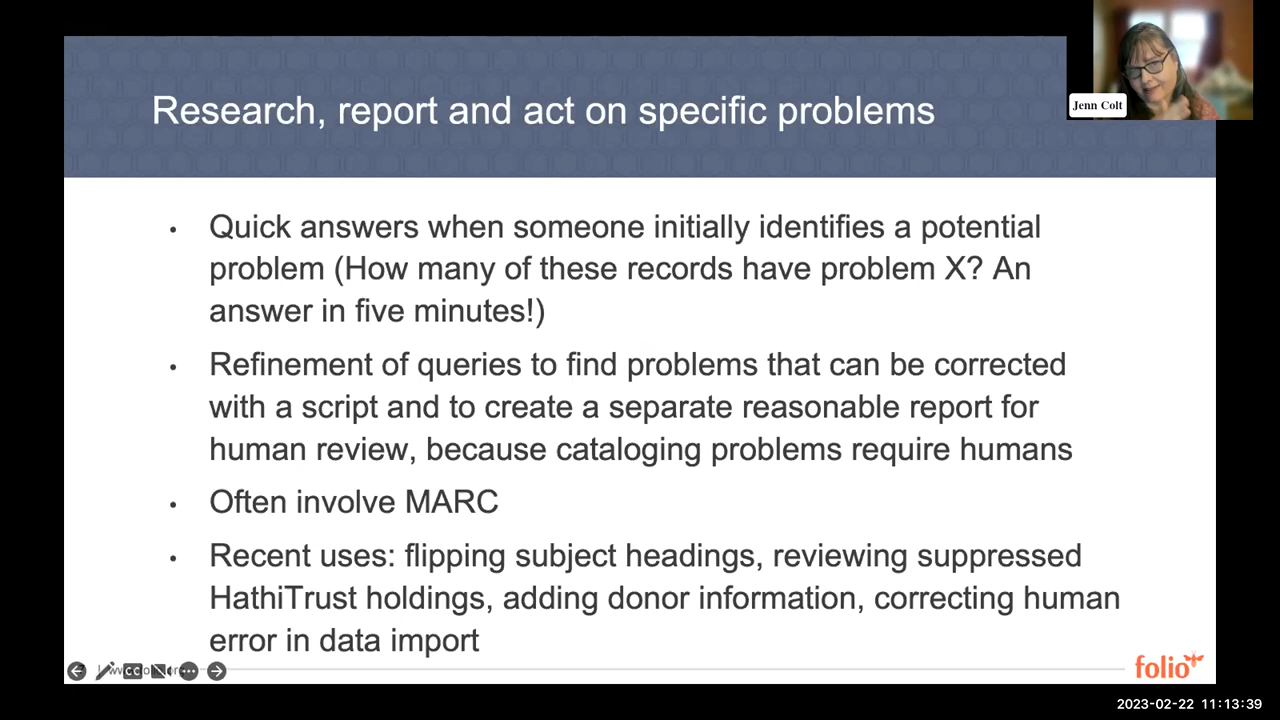 Research, report and act on specific problems
Jenn Colt
• Quick answers when someone initially identifies a potential
problem (How many of these records have problem X? An
answer in five minutes!)
• Refinement of queries to find problems that can be corrected
with a script and to create a separate reasonable report for
human review, because cataloging problems require humans
• Often involve MARC
• Recent uses: flipping subject headings, reviewing suppressed
HathiTrust holdings, adding donor information, correcting human
error in data import
CC
folio
2023-02-22 11:13:39